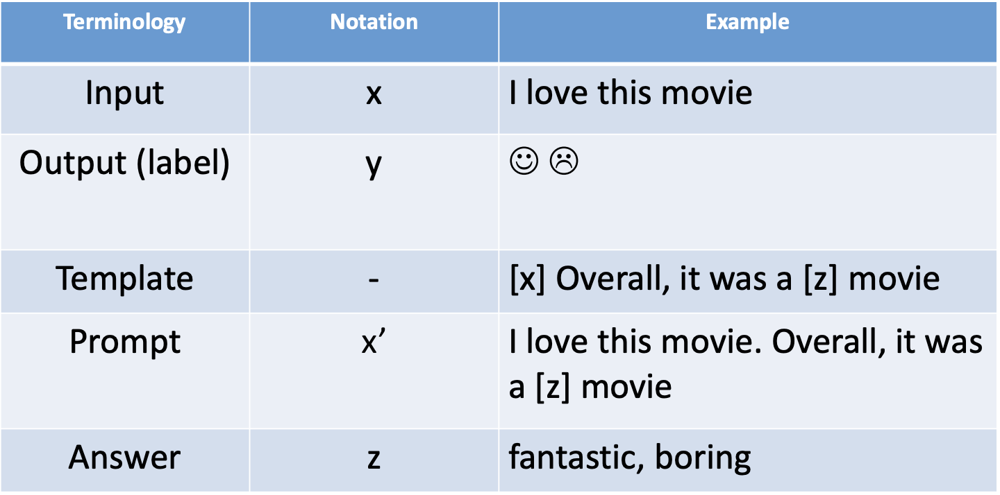 Terminology Notation Example
Input x I love this movie
Output (label) y ☺ ☹
Template - [x] Overall, it was a [z] movie
Prompt x’ I love this movie. Overall, it was
a [z] movie
Answer z fantastic, boring